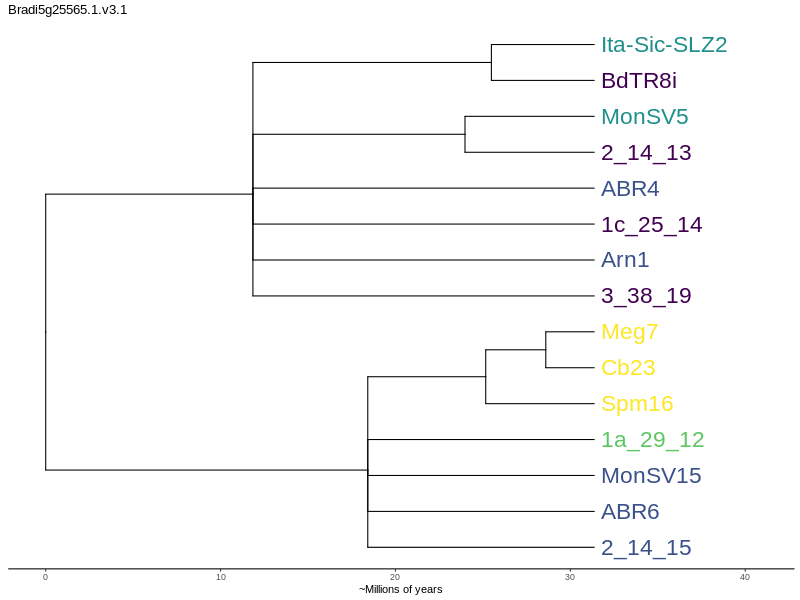 Bradi5g25565.1.v3.1
Ita-Sic-SLZ2
BdTR8i
MonSV5
2_14_13
ABR4
1c_25_14
Arn1
3_38_19
Meg7
Cb23
Spm16
1a_29_12
MonSV15
ABR6
2_14_15
0 10 20 30 40
~Millions of years